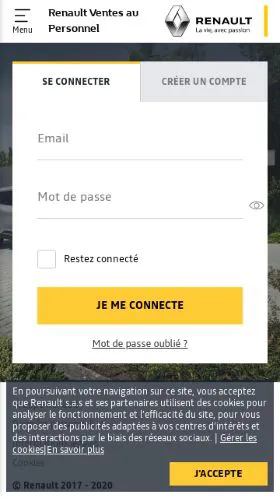 Renault Ventes au
Personnel
RENAULT
La vie, avec passion
Menu
SE CONNECTER
CRÉER UN COMPTE
Email
Mot de passe
Restez connecté
JE ME CONNECTE
Mot de passe oublié ?
En poursuivant votre navigation sur ce site, vous acceptez
que Renault s.a.s et ses partenaires utilisent des cookies pour
analyser le fonctionnement et l'efficacité du site, pour vous
proposer des publicités adaptées à vos centres d'intérêts et
des interactions par le biais des réseaux sociaux. | Gérer les
cookies|En savoir plus
Cookies
J'ACCEPTE
© Renault 2017 - 2020